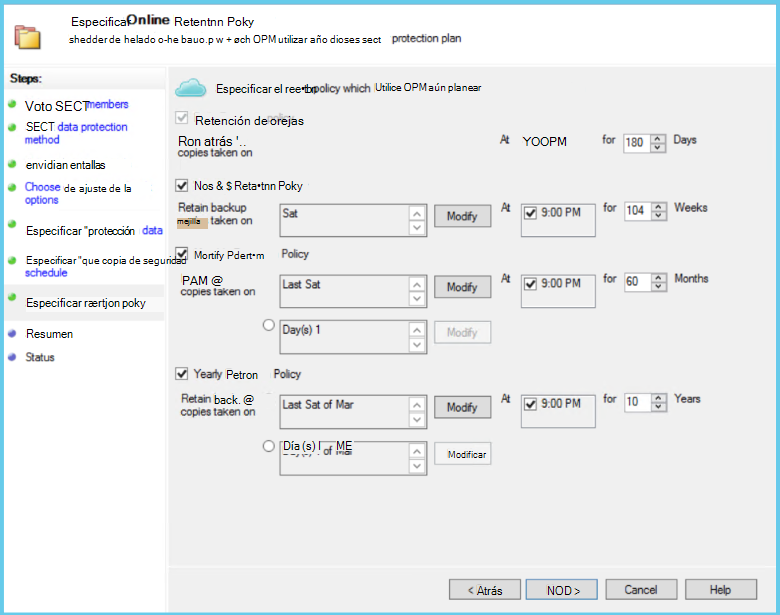 Especificar Online Retentnn Poky
shedder de helado o-he bauo.p w + øch OPM utilizar año dioses sect protection plan
Steps:
Voto SECT members
SECT data protection
method
envidian entallas
Choose de ajuste de la
options
Especificar "protección data
Especificar "que copia de seguridad
schedule
Especificar rærtjon poky
Resumen
Status
Especificar el ree•tbn policy which Utilice OPM aún planear
Retención de orejas
Ron atrás '..
copies taken on
At YOOPM for 180 Days
Nos & $ Reta•tnn Poky
Retain backup
mejilla taken on
Sat
Modify
At 9:00 PM for 104 Weeks
Mortify Pdert•m Policy
PAM @
copies taken on
Last Sat
Modify
At 9:00 PM for 60 Months
Day(s) 1
Modify
Yearly Petron Policy
Retain back. @
copies taken on
Last Sat of Mar
Modify
At 9:00 PM for 10 Years
Día (s) l ME
of Mar
Modificar
< Atrás
NOD >
Cancel
Help